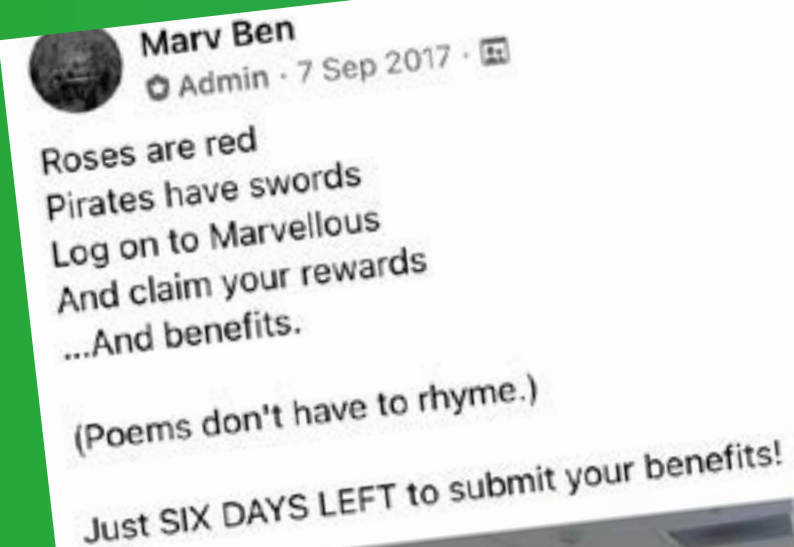 Marv Ben
Admin · 7 Sep 2017 ·
Roses are red
Pirates have swords
Log on to Marvellous
And claim your rewards
...And benefits.
(Poems don't have to rhyme.)
Just SIX DAYS LEFT to submit your benefits!